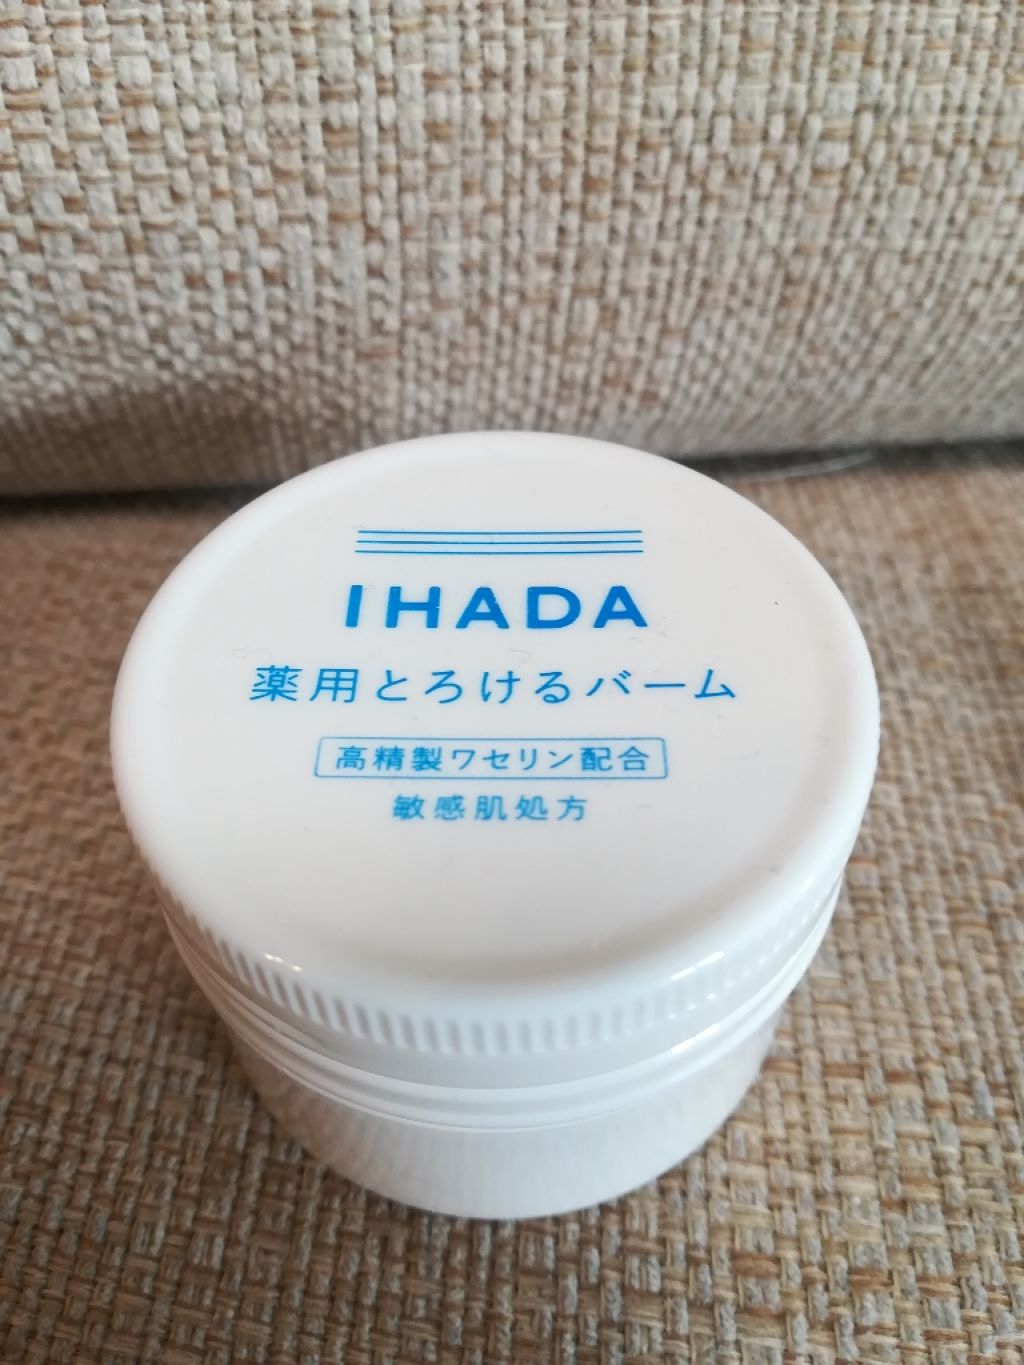 IHADA
薬用とろけるバーム
高精製ワセリン配合
敏感肌処方